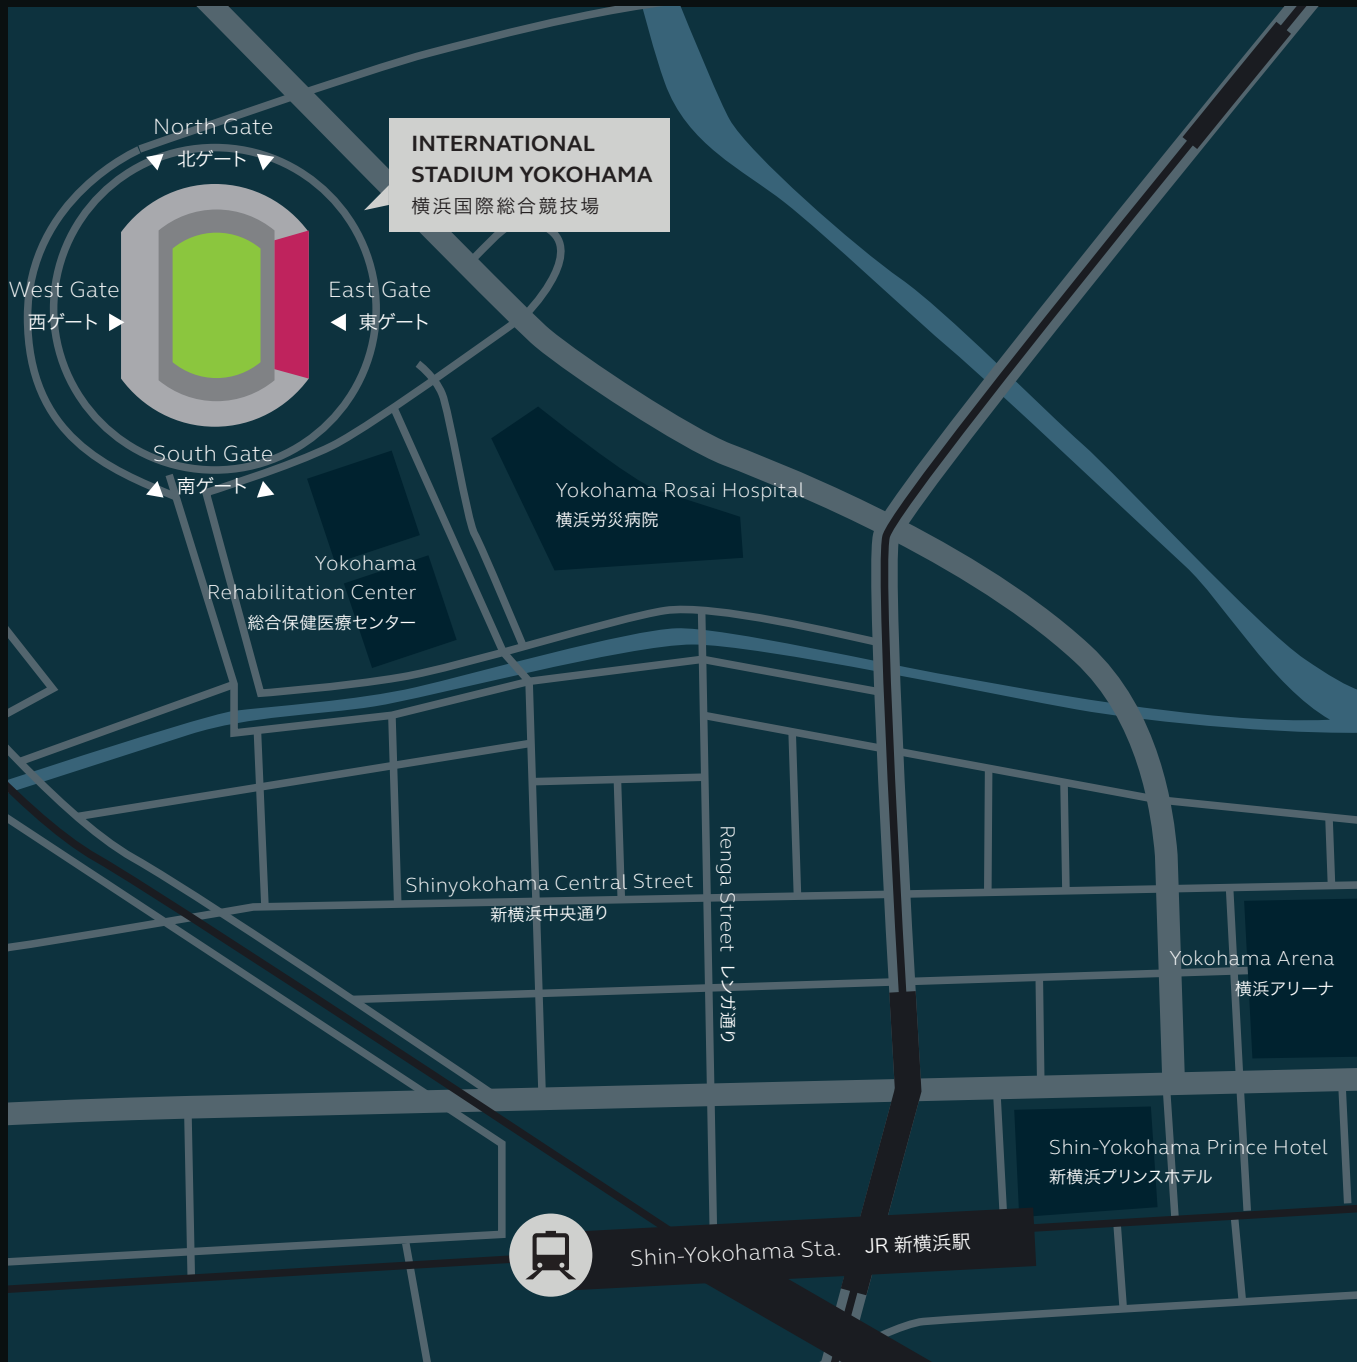 North Gate
北ゲート
INTERNATIONAL
STADIUM YOKOHAMA
横浜国際総合競技場
West Gate
西ゲート
East Gate
東ゲート
South Gate
南ゲート
Yokohama Rosai Hospital
横浜労災病院
Yokohama
Rehabilitation Center
総合保健医療センター
Shinyokohama Central Street
新横浜中央通り
Renga Street レンガ通り
Yokohama Arena
横浜アリーナ
Shin-Yokohama Prince Hotel
新横浜プリンスホテル
Shin-Yokohama Sta. JR 新横浜駅